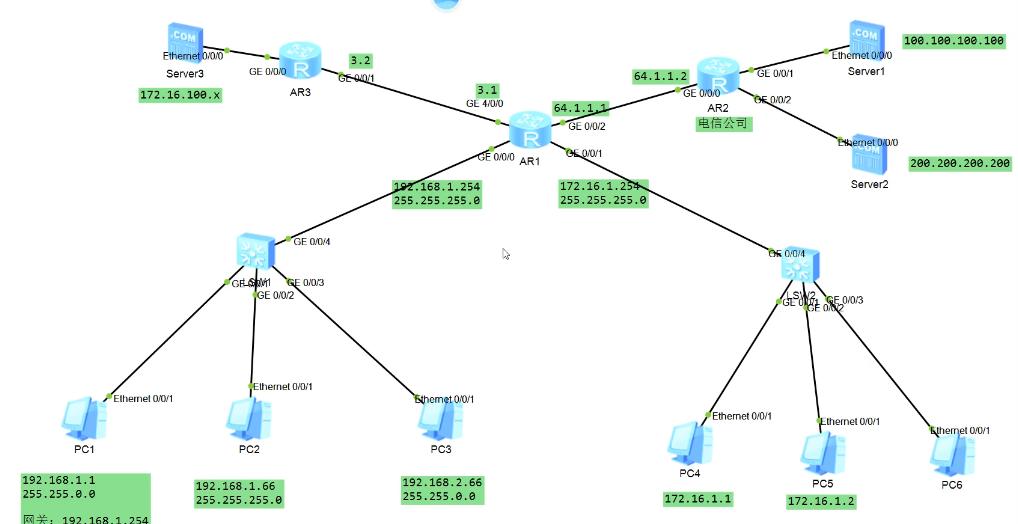 .COM
Ethernet 0/0/0
Server3
172.16.100.x
R
GE 0/0/0
GE 0/0/1
AR3
3.2
3.1
GE 4/0/0
64.1.1.1
GE 0/0/2
R
GE 0/0/0
GE 0/0/1
AR1
192.168.1.254
255.255.255.0
172.16.1.254
255.255.255.0
64.1.1.2
R
GE 0/0/0
GE 0/0/1
GE 0/0/2
AR2
电信公司
.COM
Ethernet 0/0/0
Server1
100.100.100.100
.COM
Ethernet 0/0/0
Server2
200.200.200.200
GE 0/0/4
LSW1
GE 0/0/1
GE 0/0/2
GE 0/0/3
GE 0/0/4
LSW2
GE 0/0/1
GE 0/0/2
GE 0/0/3
Ethernet 0/0/1
PC1
192.168.1.1
255.255.0.0
网关: 192.168.1.254
Ethernet 0/0/1
PC2
192.168.1.66
255.255.255.0
Ethernet 0/0/1
PC3
192.168.2.66
255.255.0.0
Ethernet 0/0/1
PC4
172.16.1.1
Ethernet 0/0/1
PC5
172.16.1.2
Ethernet 0/0/1
PC6